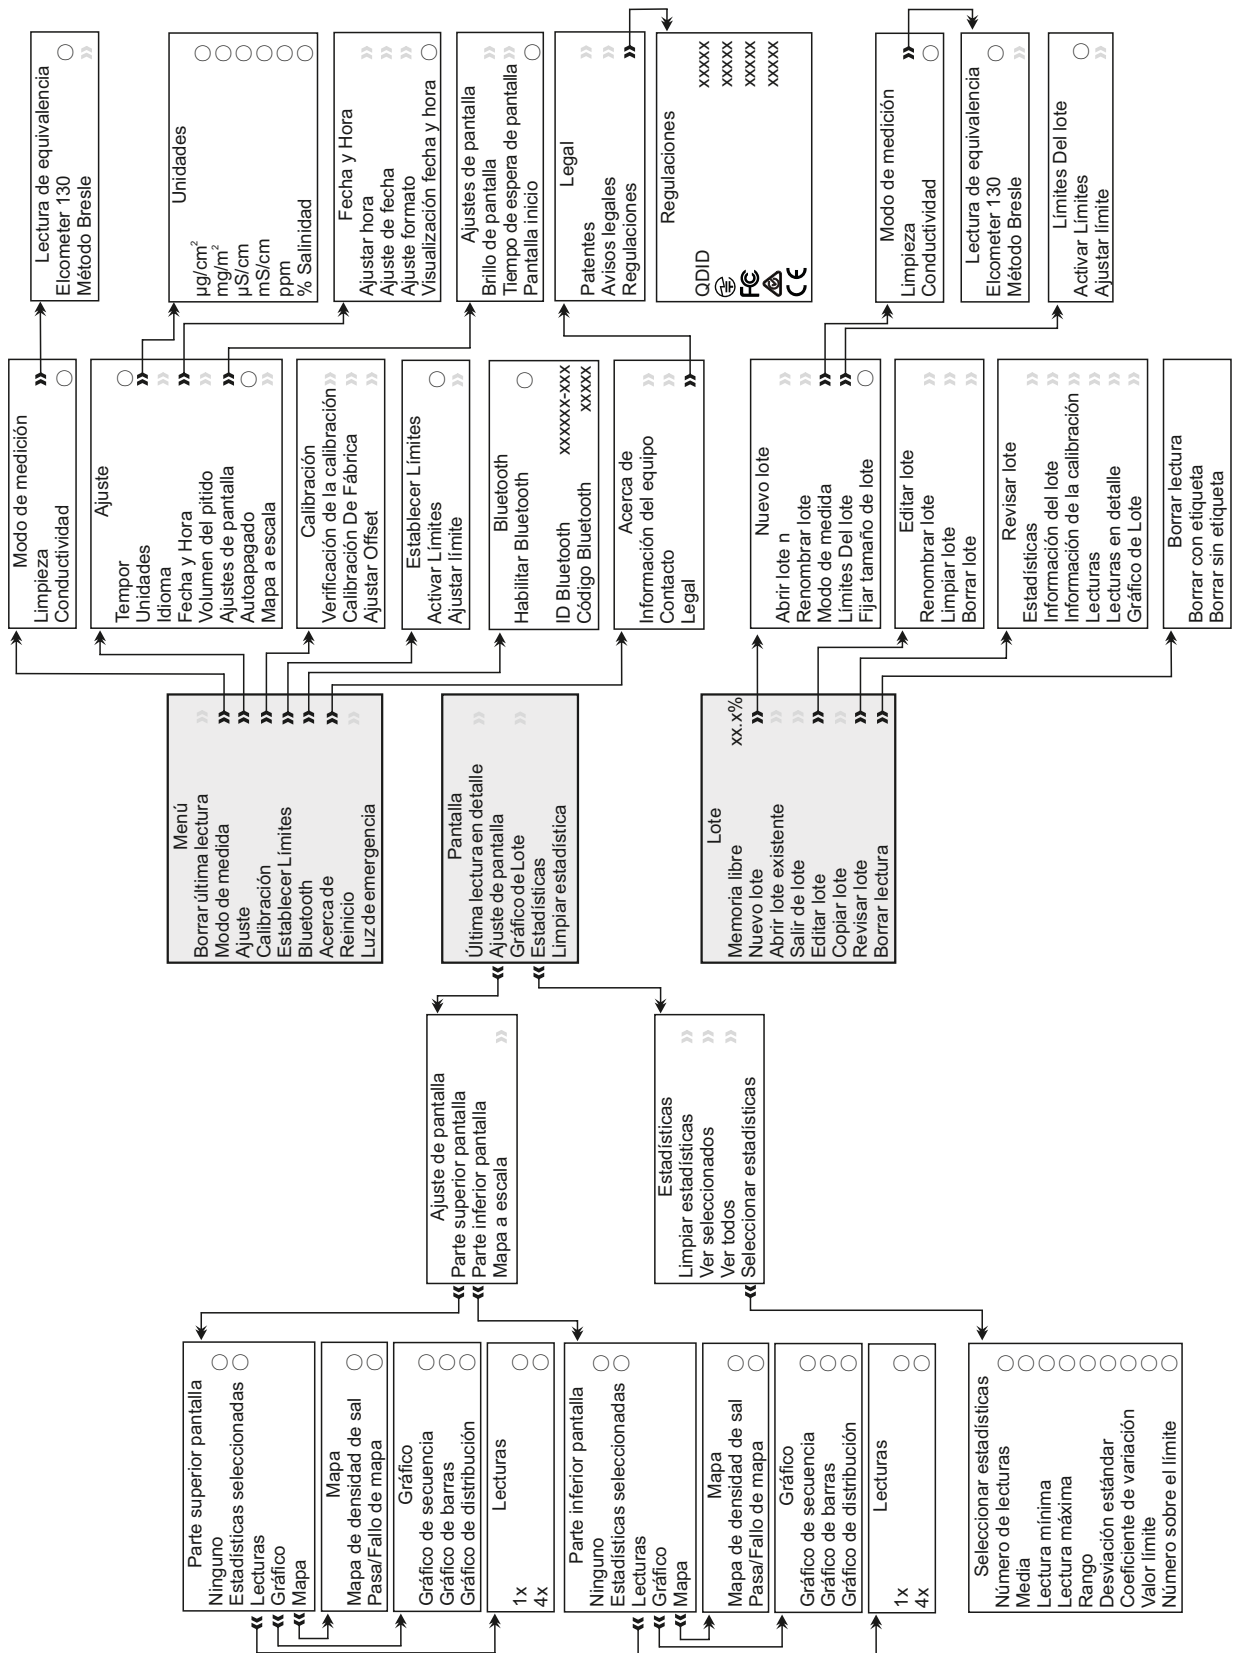 Parte superior pantalla
Ninguno
Estadísticas seleccionadas
Lecturas
Gráfico
Mapa
Mapa
Mapa de densidad de sal
Pasa/Fallo de mapa
Gráfico
Gráfico de secuencia
Gráfico de barras
Gráfico de distribución
Lecturas
1x
4x
Parte inferior pantalla
Ninguno
Estadísticas seleccionadas
Lecturas
Gráfico
Mapa
Mapa
Mapa de densidad de sal
Pasa/Fallo de mapa
Gráfico
Gráfico de secuencia
Gráfico de barras
Gráfico de distribución
Lecturas
1x
4x
Seleccionar estadísticas
Número de lecturas
Media
Lectura mínima
Lectura máxima
Rango
Desviación estándar
Coeficiente de variación
Valor limite
Número sobre el limite
Ajuste de pantalla
Parte superior pantalla
Parte inferior pantalla
Mapa a escala
Estadísticas
Limpiar estadísticas
Ver seleccionados
Ver todos
Seleccionar estadísticas
Menú
Borrar última lectura
Modo de medida
Ajuste
Calibración
Establecer Límites
Bluetooth
Acerca de
Reinicio
Luz de emergencia
Pantalla
Última lectura en detalle
Ajuste de pantalla
Gráfico de Lote
Estadísticas
Limpiar estadística
Lote
Memoria libre xx.x%
Nuevo lote
Abrir lote existente
Salir de lote
Editar lote
Copiar lote
Revisar lote
Borrar lectura
Modo de medición
Limpieza
Conductividad
Ajuste
Tempor
Unidades
Idioma
Fecha y Hora
Volumen del pitido
Ajustes de pantalla
Autoapagado
Mapa a escala
Calibración
Verificación de la calibración
Calibración De Fábrica
Ajustar Offset
Establecer Límites
Activar Límites
Ajustar límite
Bluetooth
Habilitar Bluetooth
ID Bluetooth xxxxxx-xxx
Código Bluetooth xxxxx
Acerca de
Información del equipo
Contacto
Legal
Nuevo lote
Abrir lote n
Renombrar lote
Modo de medida
Límites Del lote
Fijar tamaño de lote
Editar lote
Renombrar lote
Limpiar lote
Borrar lote
Revisar lote
Estadísticas
Información del lote
Información de la calibración
Lecturas
Lecturas en detalle
Gráfico de Lote
Borrar lectura
Borrar con etiqueta
Borrar sin etiqueta
Lectura de equivalencia
Elcometer 130
Método Bresle
Unidades
µg/cm²
mg/m²
µS/cm
mS/cm
ppm
% Salinidad
Fecha y Hora
Ajustar hora
Ajuste de fecha
Ajuste formato
Visualización fecha y hora
Ajustes de pantalla
Brillo de pantalla
Tiempo de espera de pantalla
Pantalla inicio
Legal
Patentes
Avisos legales
Regulaciones
Regulaciones
QDID xxxxx
xxxxx
FC xxxxx
xxxxx
CE
Modo de medición
Limpieza
Conductividad
Lectura de equivalencia
Elcometer 130
Método Bresle
Límites Del lote
Activar Límites
Ajustar límite